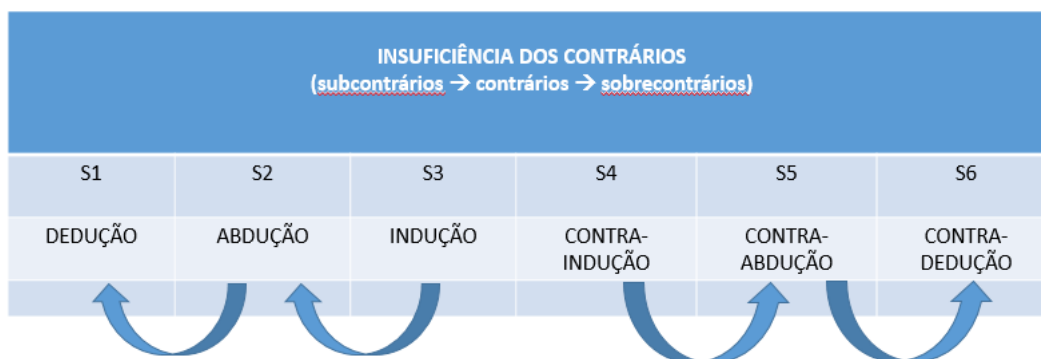 INSUFICIÊNCIA DOS CONTRÁRIOS
(subcontrários → contrários → sobrecontrários)
S1 S2 S3 S4 S5 S6
DEDUÇÃO ABDUÇÃO INDUÇÃO CONTRA- CONTRA- CONTRA-
INDUÇÃO ABDUÇÃO DEDUÇÃO